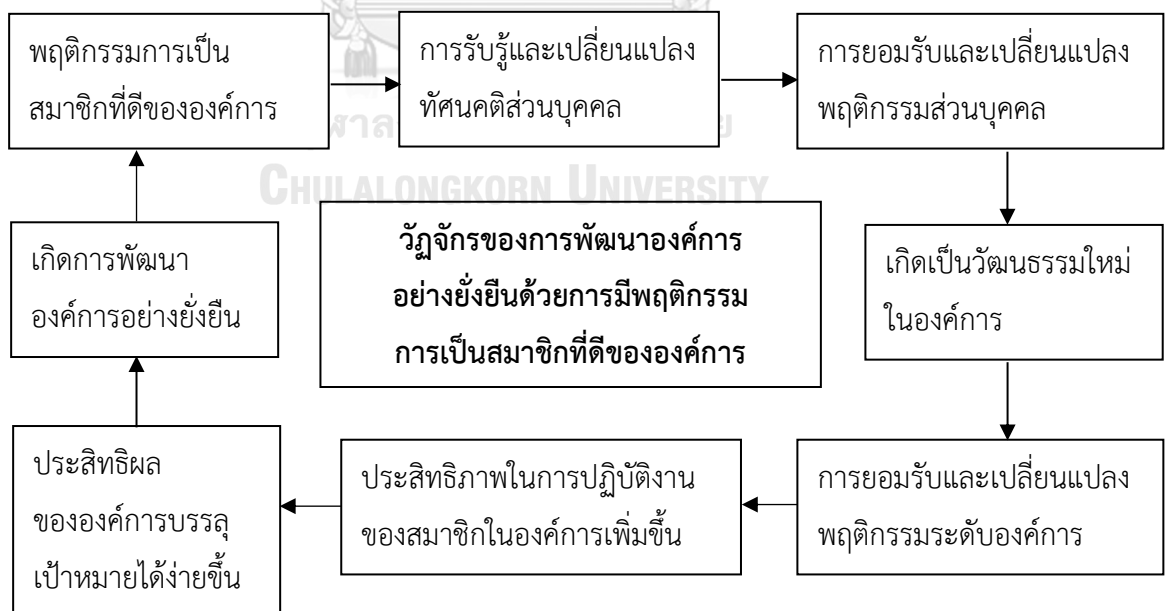 พฤติกรรมการเป็น
สมาชิกที่ดีขององค์การ
การรับรู้และเปลี่ยนแปลง
ทัศนคติส่วนบุคคล
การยอมรับและเปลี่ยนแปลง
พฤติกรรมส่วนบุคคล
CHULALONGKORN UNIVERSITY
เกิดการพัฒนา
องค์การอย่างยั่งยืน
วัฏจักรของการพัฒนาองค์การ
อย่างยั่งยืนด้วยการมีพฤติกรรม
การเป็นสมาชิกที่ดีขององค์การ
เกิดเป็นวัฒนธรรมใหม่
ในองค์การ
ประสิทธิผล
ขององค์การบรรลุ
เป้าหมายได้ง่ายขึ้น
ประสิทธิภาพในการปฏิบัติงาน
ของสมาชิกในองค์การเพิ่มขึ้น
การยอมรับและเปลี่ยนแปลง
พฤติกรรมระดับองค์การ